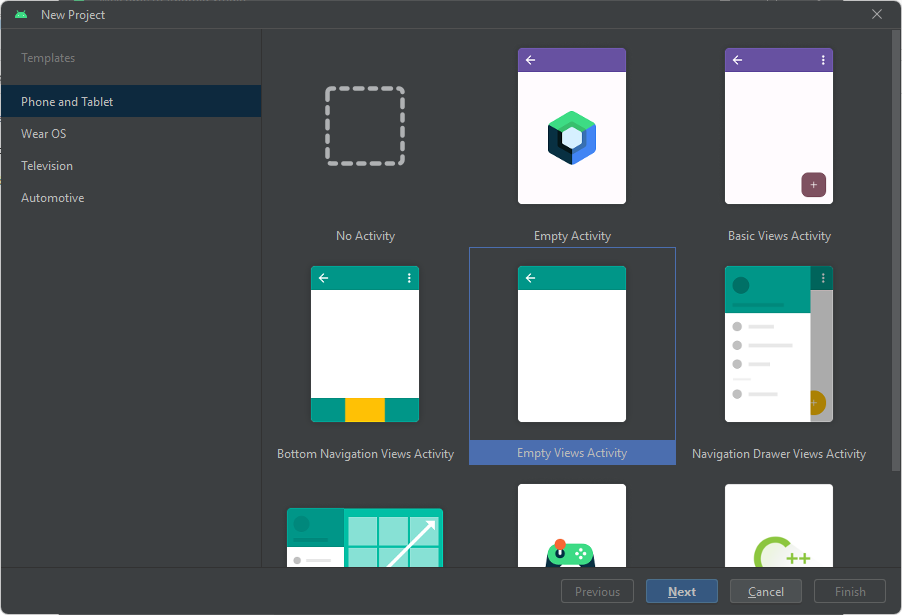 New Project
Templates
Phone and Tablet
Wear OS
Television
Automotive
No Activity
Empty Activity
Basic Views Activity
Bottom Navigation Views Activity
Empty Views Activity
Navigation Drawer Views Activity
C++
Previous
Next
Cancel
Finish